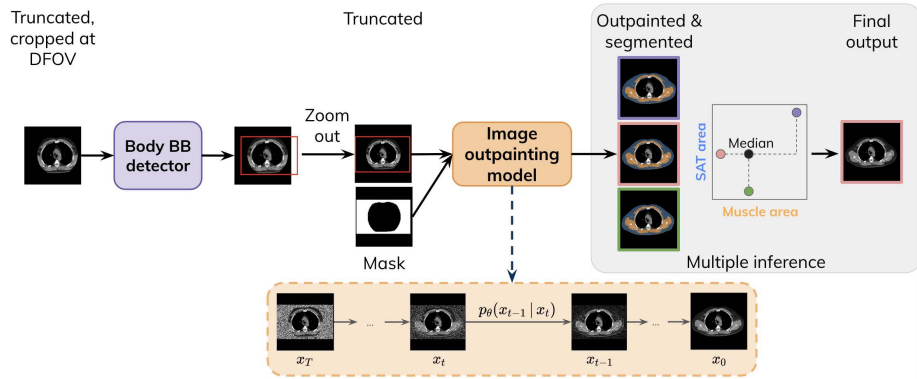 Truncated,
cropped at
DFOV
Truncated
Outpainted &
segmented
Final
output
Body BB
detector
Zoom
out
Image
outpainting
model
SAT area
Median
Muscle area
Mask
Multiple inference
x_T
...
x_t
p_θ(x_{t−1} | x_t)
x_{t−1}
...
x_0